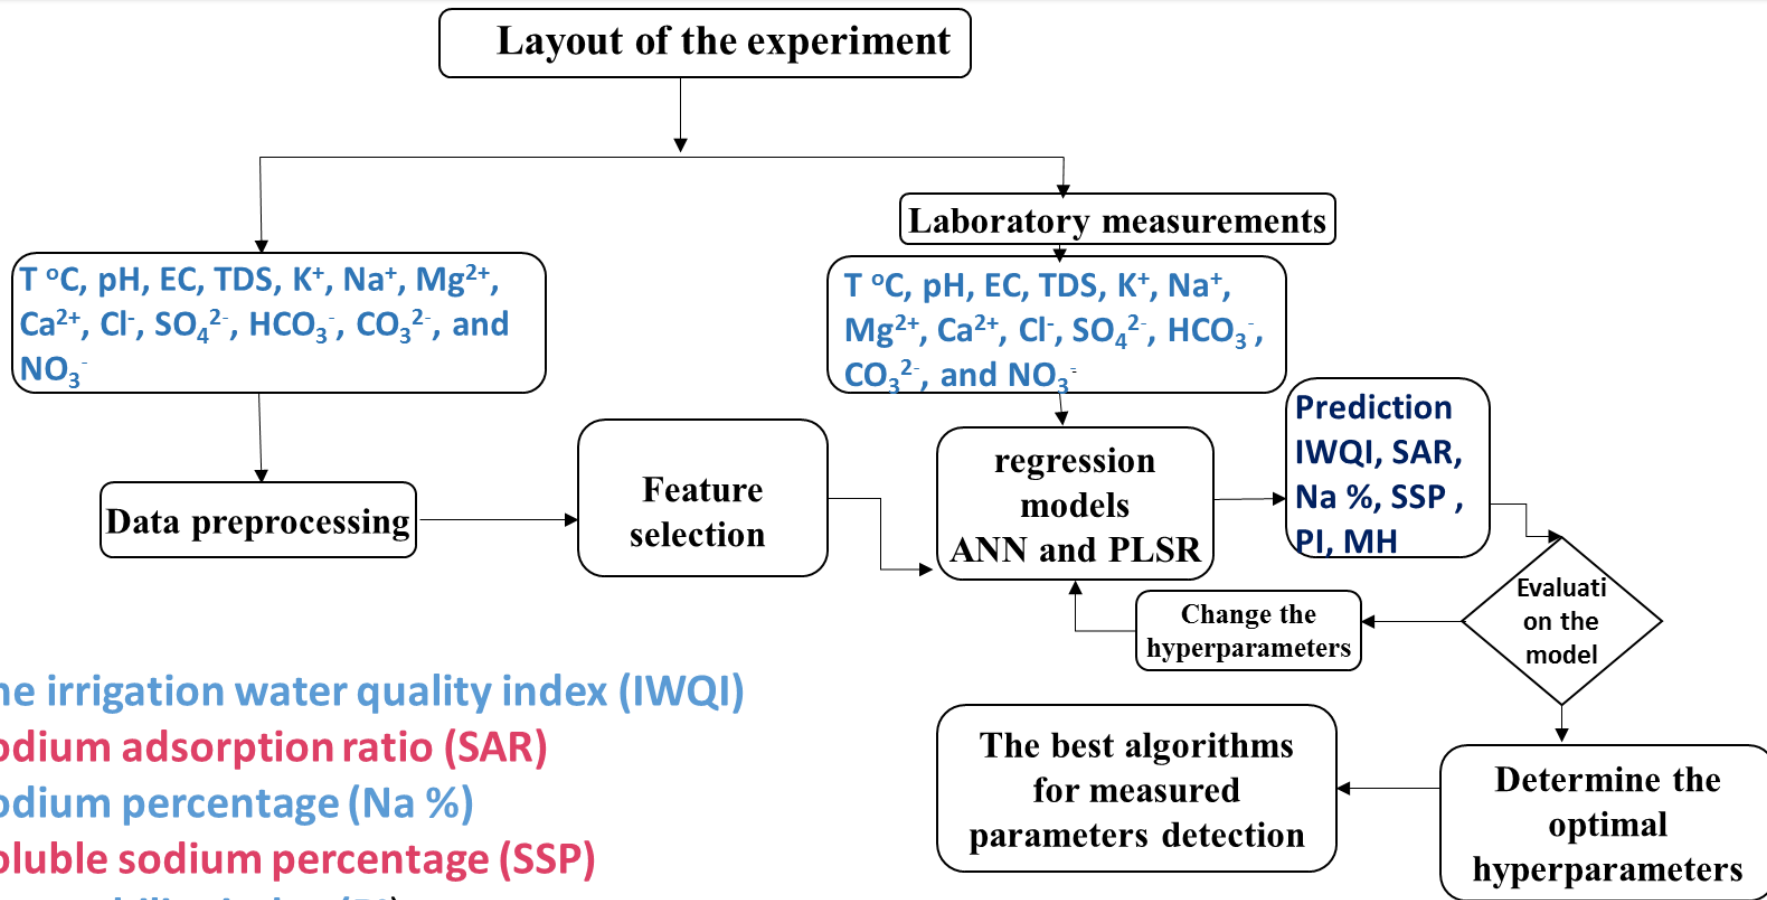 Layout of the experiment
Laboratory measurements
T ᵒC, pH, EC, TDS, K⁺, Na⁺, Mg²⁺,
Ca²⁺, Cl⁻, SO₄²⁻, HCO₃⁻, CO₃²⁻, and
NO₃⁻
T ᵒC, pH, EC, TDS, K⁺, Na⁺,
Mg²⁺, Ca²⁺, Cl⁻, SO₄²⁻, HCO₃⁻,
CO₃²⁻, and NO₃⁻
Data preprocessing
Feature
selection
regression
models
ANN and PLSR
Prediction
IWQI, SAR,
Na %, SSP ,
PI, MH
Evaluati
on the
model
Change the
hyperparameters
Determine the
optimal
hyperparameters
The best algorithms
for measured
parameters detection
he irrigation water quality index (IWQI)
odium adsorption ratio (SAR)
odium percentage (Na %)
oluble sodium percentage (SSP)